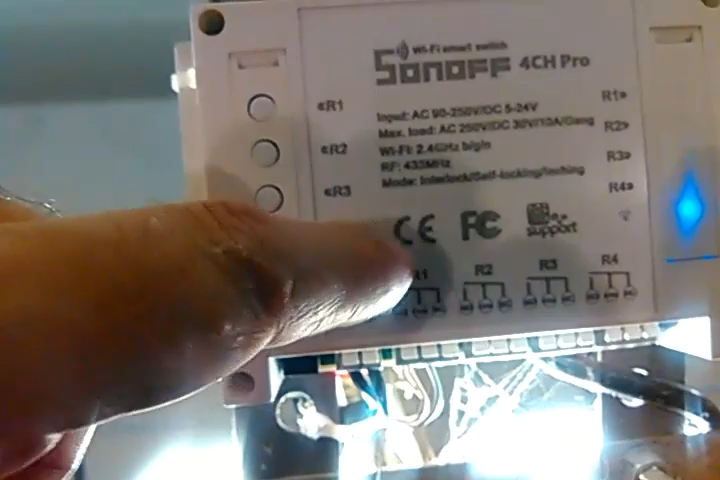 Wi-Fi smart switch
SONOFF 4CH Pro
Input: AC 90-250V/DC 5-24V
Max. load: AC 250V/DC 30V/10A/Gang
Wi-Fi: 2.4GHz b/g/n
RF: 433MHz
Mode: Interlock/Self-locking/Inching
«R1
«R2
«R3
R1»
R2»
R3»
R4»
CE FC support
R1 R2 R3 R4